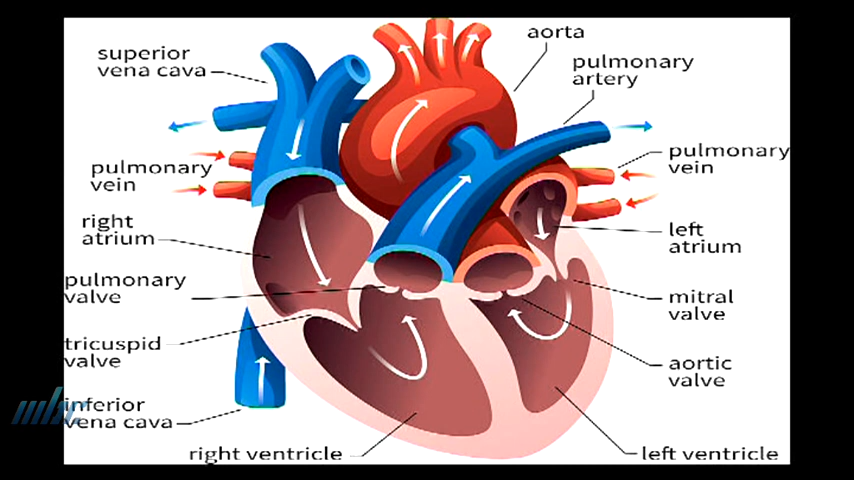 superior
vena cava
aorta
pulmonary
artery
pulmonary
vein
pulmonary
vein
right
atrium
left
atrium
pulmonary
valve
mitral
valve
tricuspid
valve
aortic
valve
inferior
vena cava
right ventricle
left ventricle